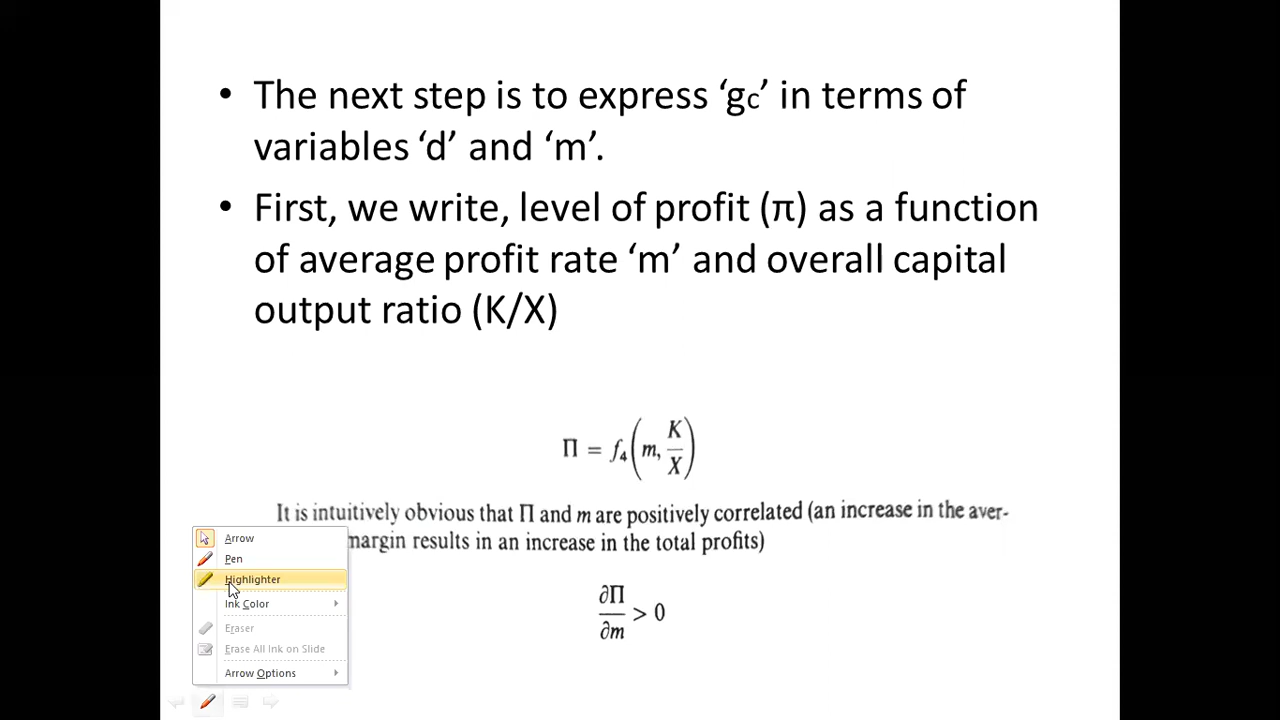 • The next step is to express ‘gc’ in terms of
variables ‘d’ and ‘m’.
• First, we write, level of profit (π) as a function
of average profit rate ‘m’ and overall capital
output ratio (K/X)
Π = f₄(m, K/X)
It is intuitively obvious that Π and m are positively correlated (an increase in the aver-
margin results in an increase in the total profits)
∂Π/∂m > 0
Arrow
Pen
Highlighter
Ink Color
Eraser
Erase All Ink on Slide
Arrow Options